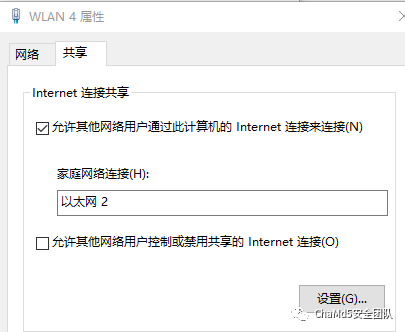 WLAN 4 属性
网络
共享
Internet 连接共享
允许其他网络用户通过此计算机的 Internet 连接来连接(N)
家庭网络连接(H):
以太网 2
允许其他网络用户控制或禁用共享的 Internet 连接(O)
设置(G)...
ChaMd5安全团队